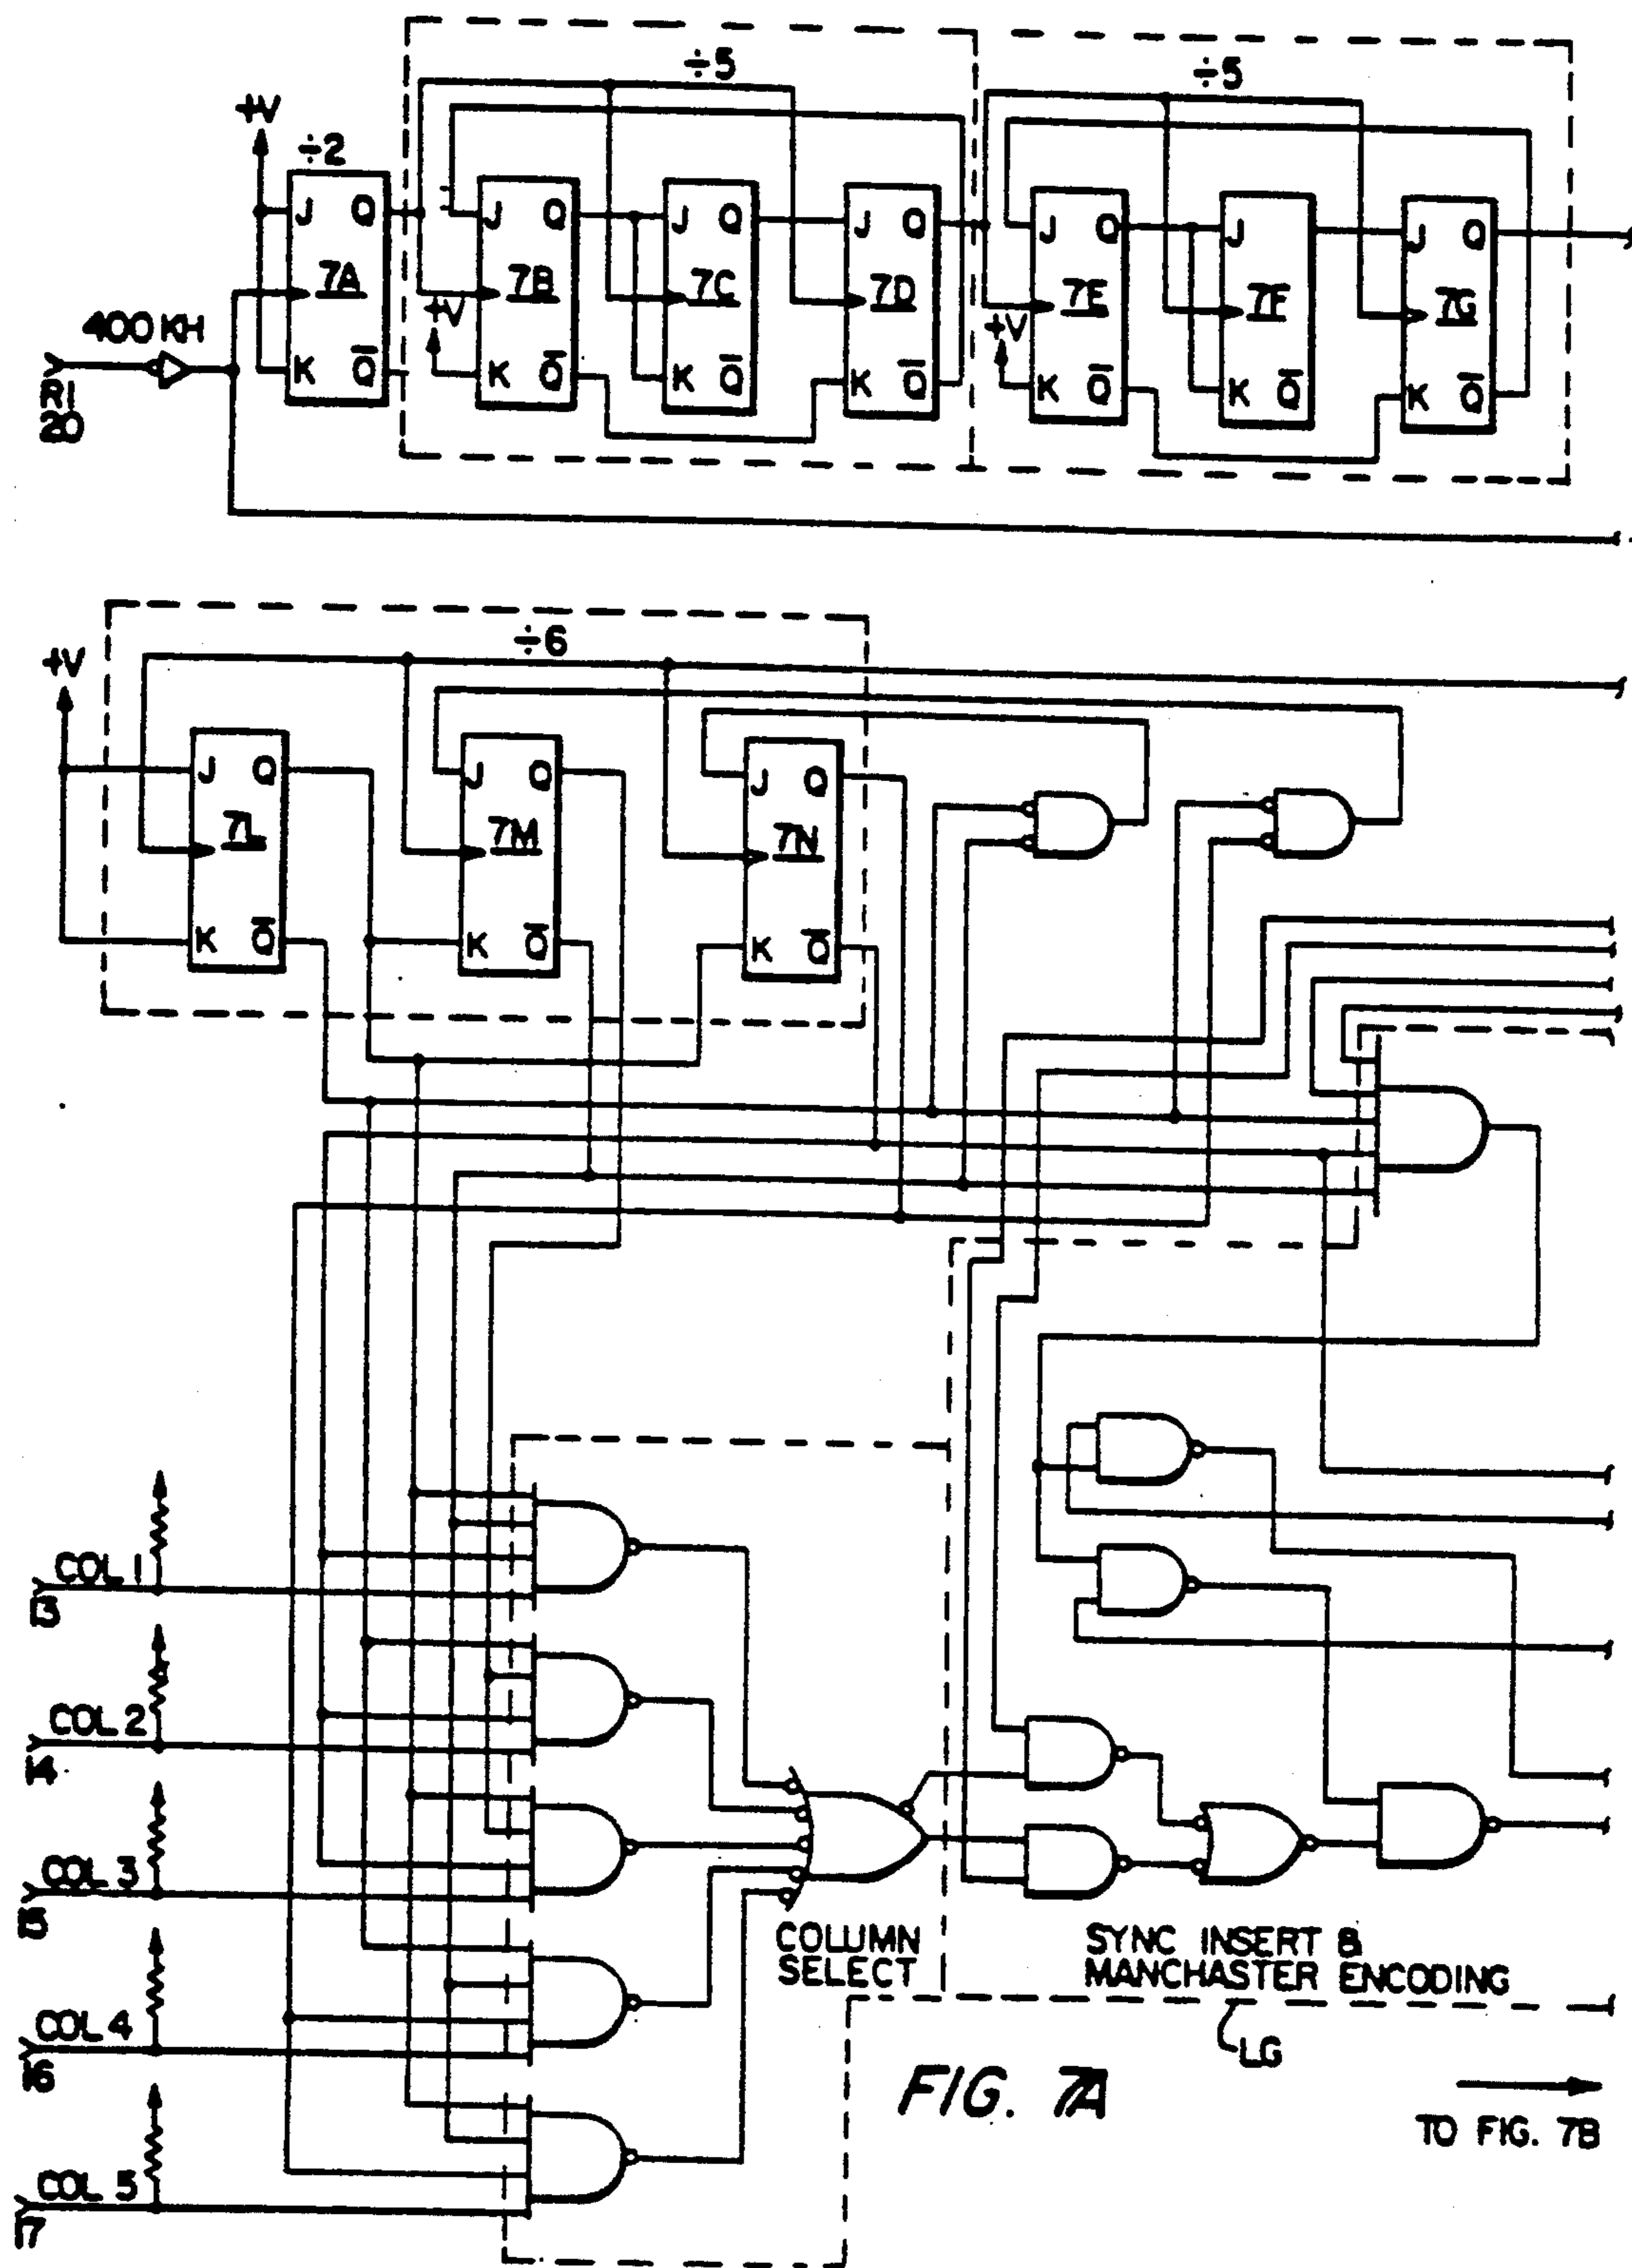 ÷5
÷5
+V
÷2
J Q
7A
K Q̅
J Q
7B
+V
K Q̅
J Q
7C
K Q̅
J Q
7D
K Q̅
J Q
7E
+V
K Q̅
J
7F
K Q̅
J Q
7G
K Q̅
400 KH
R1
20
÷6
+V
J Q
7L
K Q̅
J Q
7M
K Q̅
J Q
7N
K Q̅
COL 1
13
COL 2
14
COL 3
15
COL 4
16
COL 5
17
COLUMN
SELECT
SYNC INSERT &
MANCHASTER ENCODING
LG
FIG. 7A
TO FIG. 7B